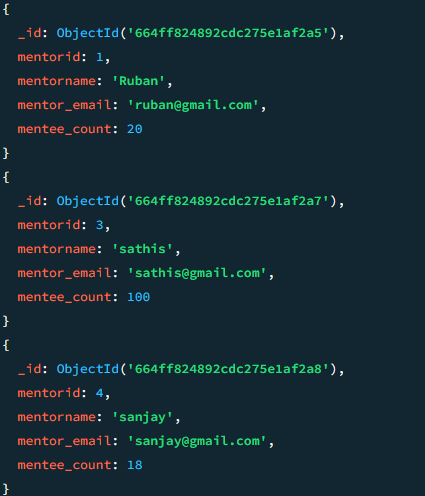 {
  _id: ObjectId('664ff824892cdc275e1af2a5'),
  mentorid: 1,
  mentorname: 'Ruban',
  mentor_email: 'ruban@gmail.com',
  mentee_count: 20
}
{
  _id: ObjectId('664ff824892cdc275e1af2a7'),
  mentorid: 3,
  mentorname: 'sathis',
  mentor_email: 'sathis@gmail.com',
  mentee_count: 100
}
{
  _id: ObjectId('664ff824892cdc275e1af2a8'),
  mentorid: 4,
  mentorname: 'sanjay',
  mentor_email: 'sanjay@gmail.com',
  mentee_count: 18
}